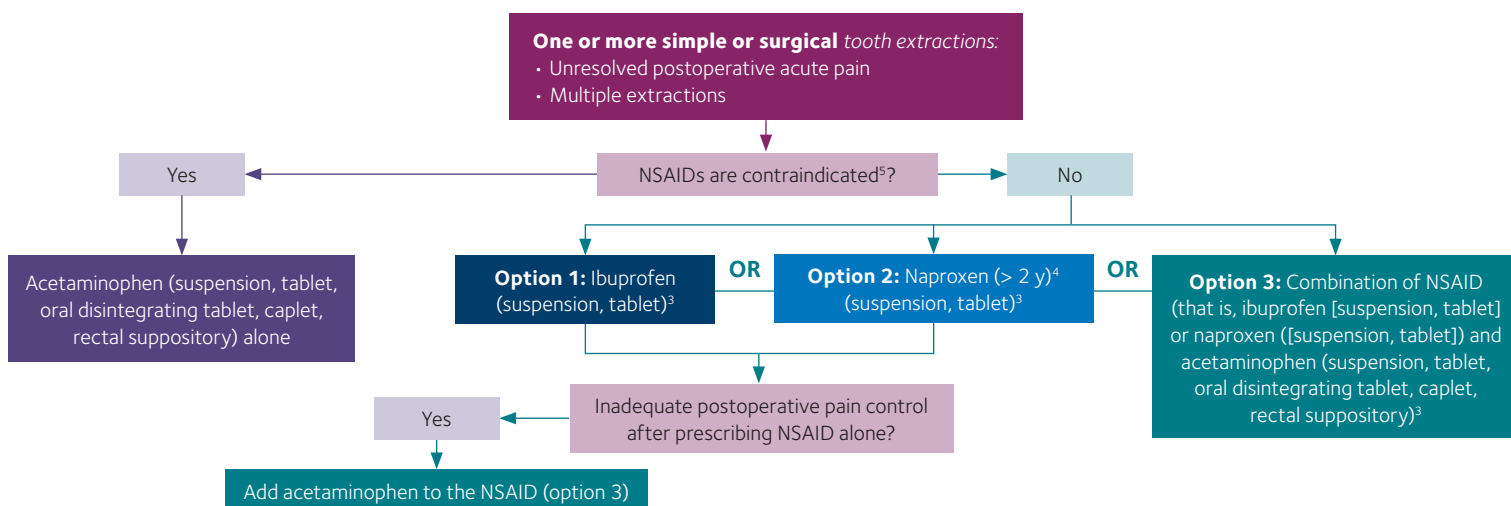 One or more simple or surgical tooth extractions:
• Unresolved postoperative acute pain
• Multiple extractions
Yes
NSAIDs are contraindicated⁵?
No
Acetaminophen (suspension, tablet,
oral disintegrating tablet, caplet,
rectal suppository) alone
Option 1: Ibuprofen
(suspension, tablet)³
OR
Option 2: Naproxen (> 2 y)⁴
(suspension, tablet)³
OR
Option 3: Combination of NSAID
(that is, ibuprofen [suspension, tablet]
or naproxen ([suspension, tablet]) and
acetaminophen (suspension, tablet,
oral disintegrating tablet, caplet,
rectal suppository)³
Yes
Inadequate postoperative pain control
after prescribing NSAID alone?
Add acetaminophen to the NSAID (option 3)